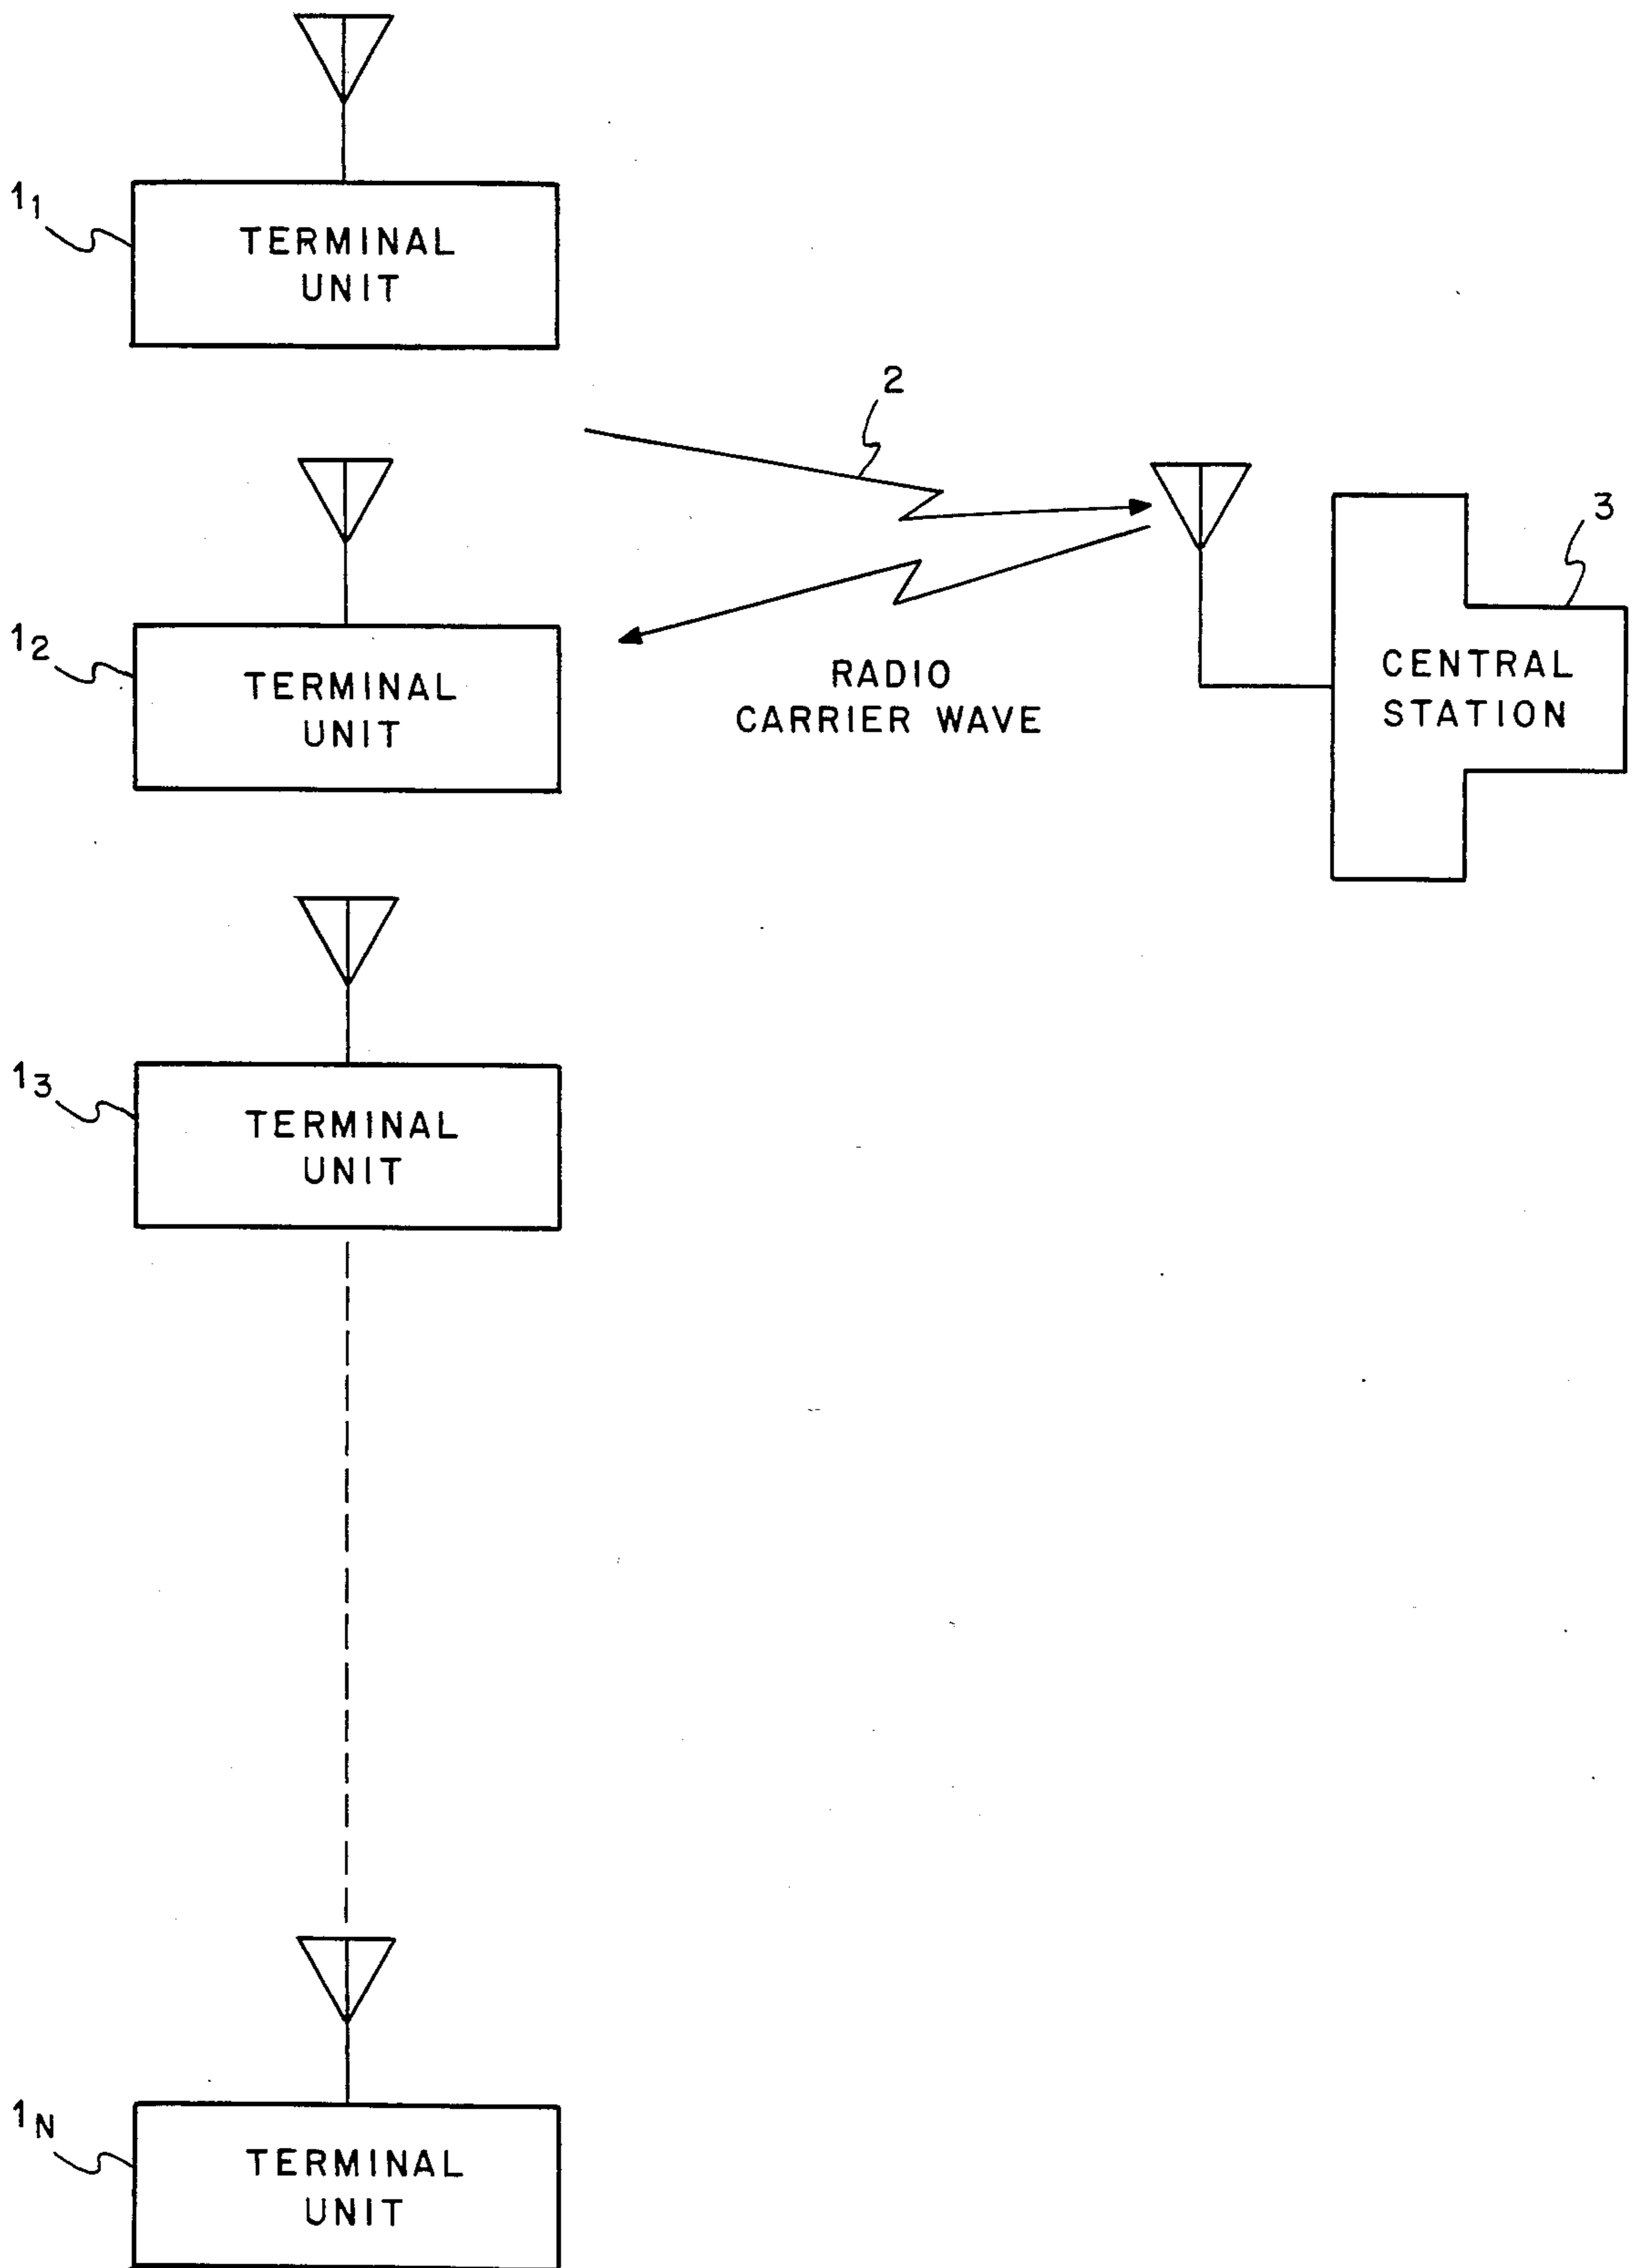 1₁
TERMINAL
UNIT
2
3
1₂
TERMINAL
UNIT
RADIO
CARRIER WAVE
CENTRAL
STATION
1₃
TERMINAL
UNIT
1N
TERMINAL
UNIT